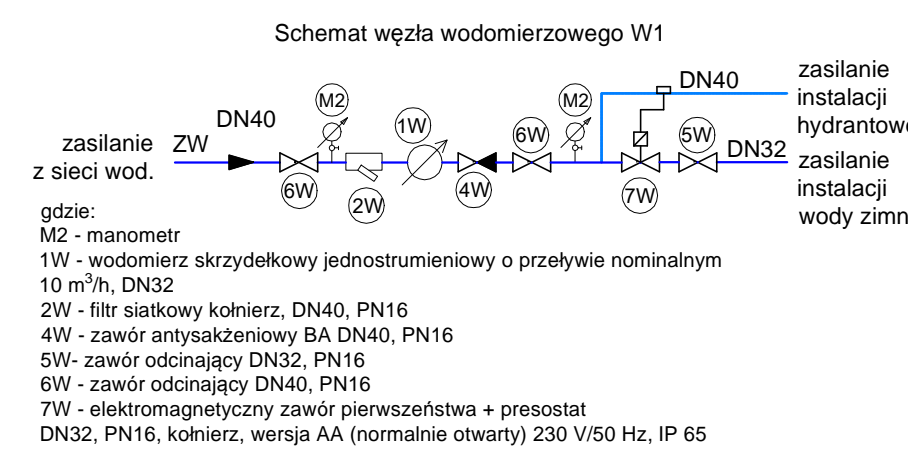 Schemat węzła wodomierzowego W1
zasilanie
z sieci wod.
ZW
DN40
6W
M2
2W
1W
4W
6W
M2
7W
5W
DN40
zasilanie
instalacji
hydrantowe
DN32
zasilanie
instalacji
wody zimn
gdzie:
M2 - manometr
1W - wodomierz skrzydełkowy jednostrumieniowy o przeływie nominalnym
10 m³/h, DN32
2W - filtr siatkowy kołnierz, DN40, PN16
4W - zawór antysakżeniowy BA DN40, PN16
5W- zawór odcinający DN32, PN16
6W - zawór odcinający DN40, PN16
7W - elektromagnetyczny zawór pierwszeństwa + presostat
DN32, PN16, kołnierz, wersja AA (normalnie otwarty) 230 V/50 Hz, IP 65